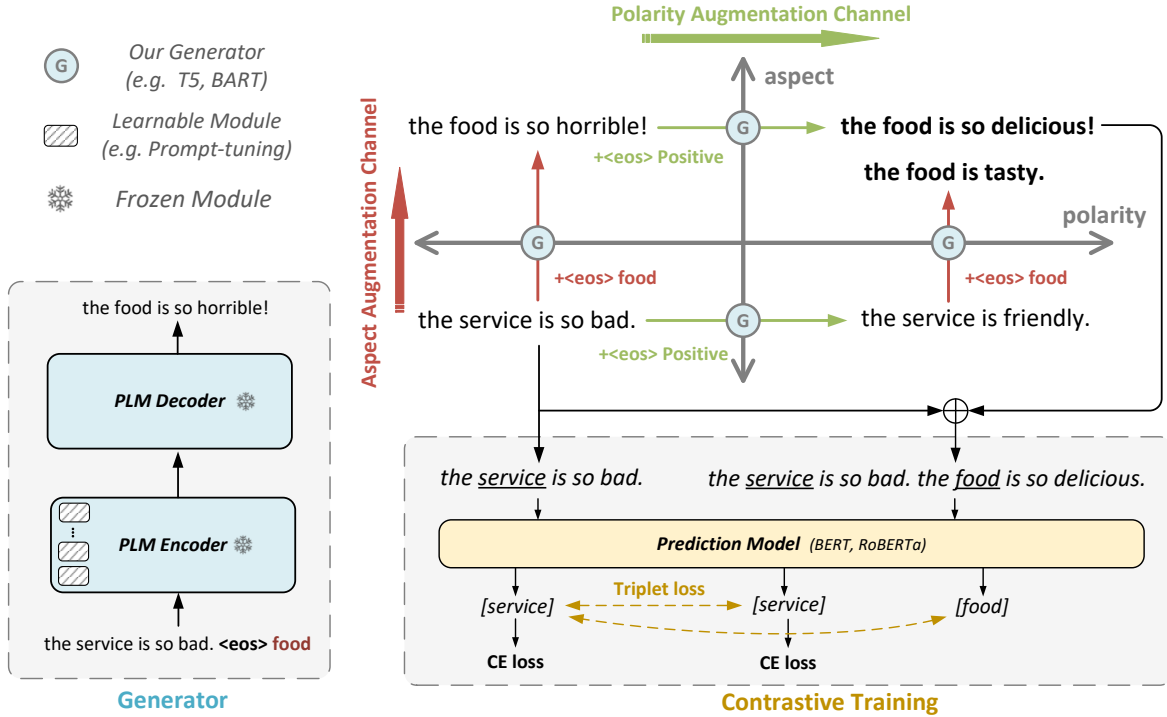 Polarity Augmentation Channel
G
Our Generator
(e.g. T5, BART)
Learnable Module
(e.g. Prompt-tuning)
Frozen Module
Aspect Augmentation Channel
aspect
the food is so horrible!
G
the food is so delicious!
+<eos> Positive
the food is tasty.
polarity
G
G
+<eos> food
+<eos> food
the service is so bad.
G
the service is friendly.
+<eos> Positive
the food is so horrible!
PLM Decoder
PLM Encoder
the service is so bad. <eos> food
Generator
the service is so bad.
the service is so bad. the food is so delicious.
Prediction Model (BERT, RoBERTa)
Triplet loss
[service]
[service]
[food]
CE loss
CE loss
Contrastive Training